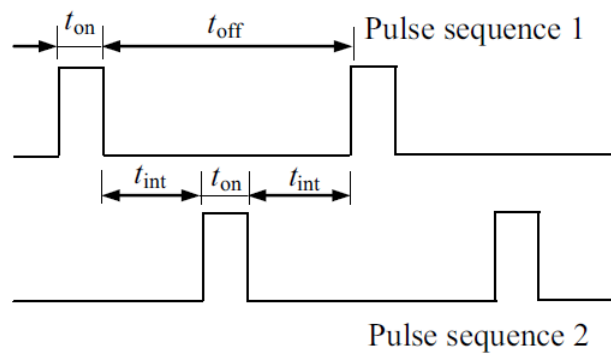 t_on t_off Pulse sequence 1
t_int t_on t_int
Pulse sequence 2